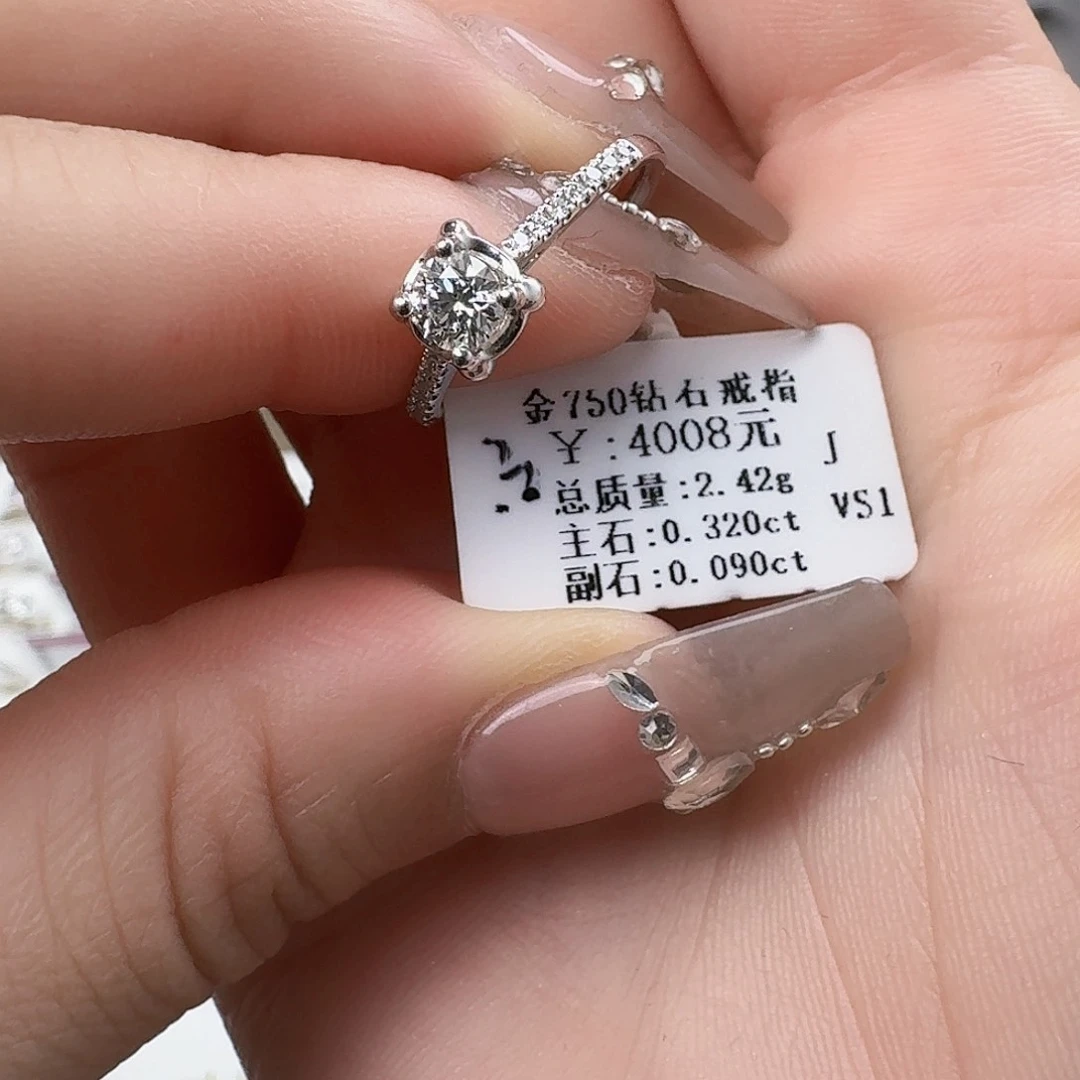 金750钻石戒指
¥:4008元
J
总质量:2.42g
VS1
主石:0.320ct
副石:0.090ct